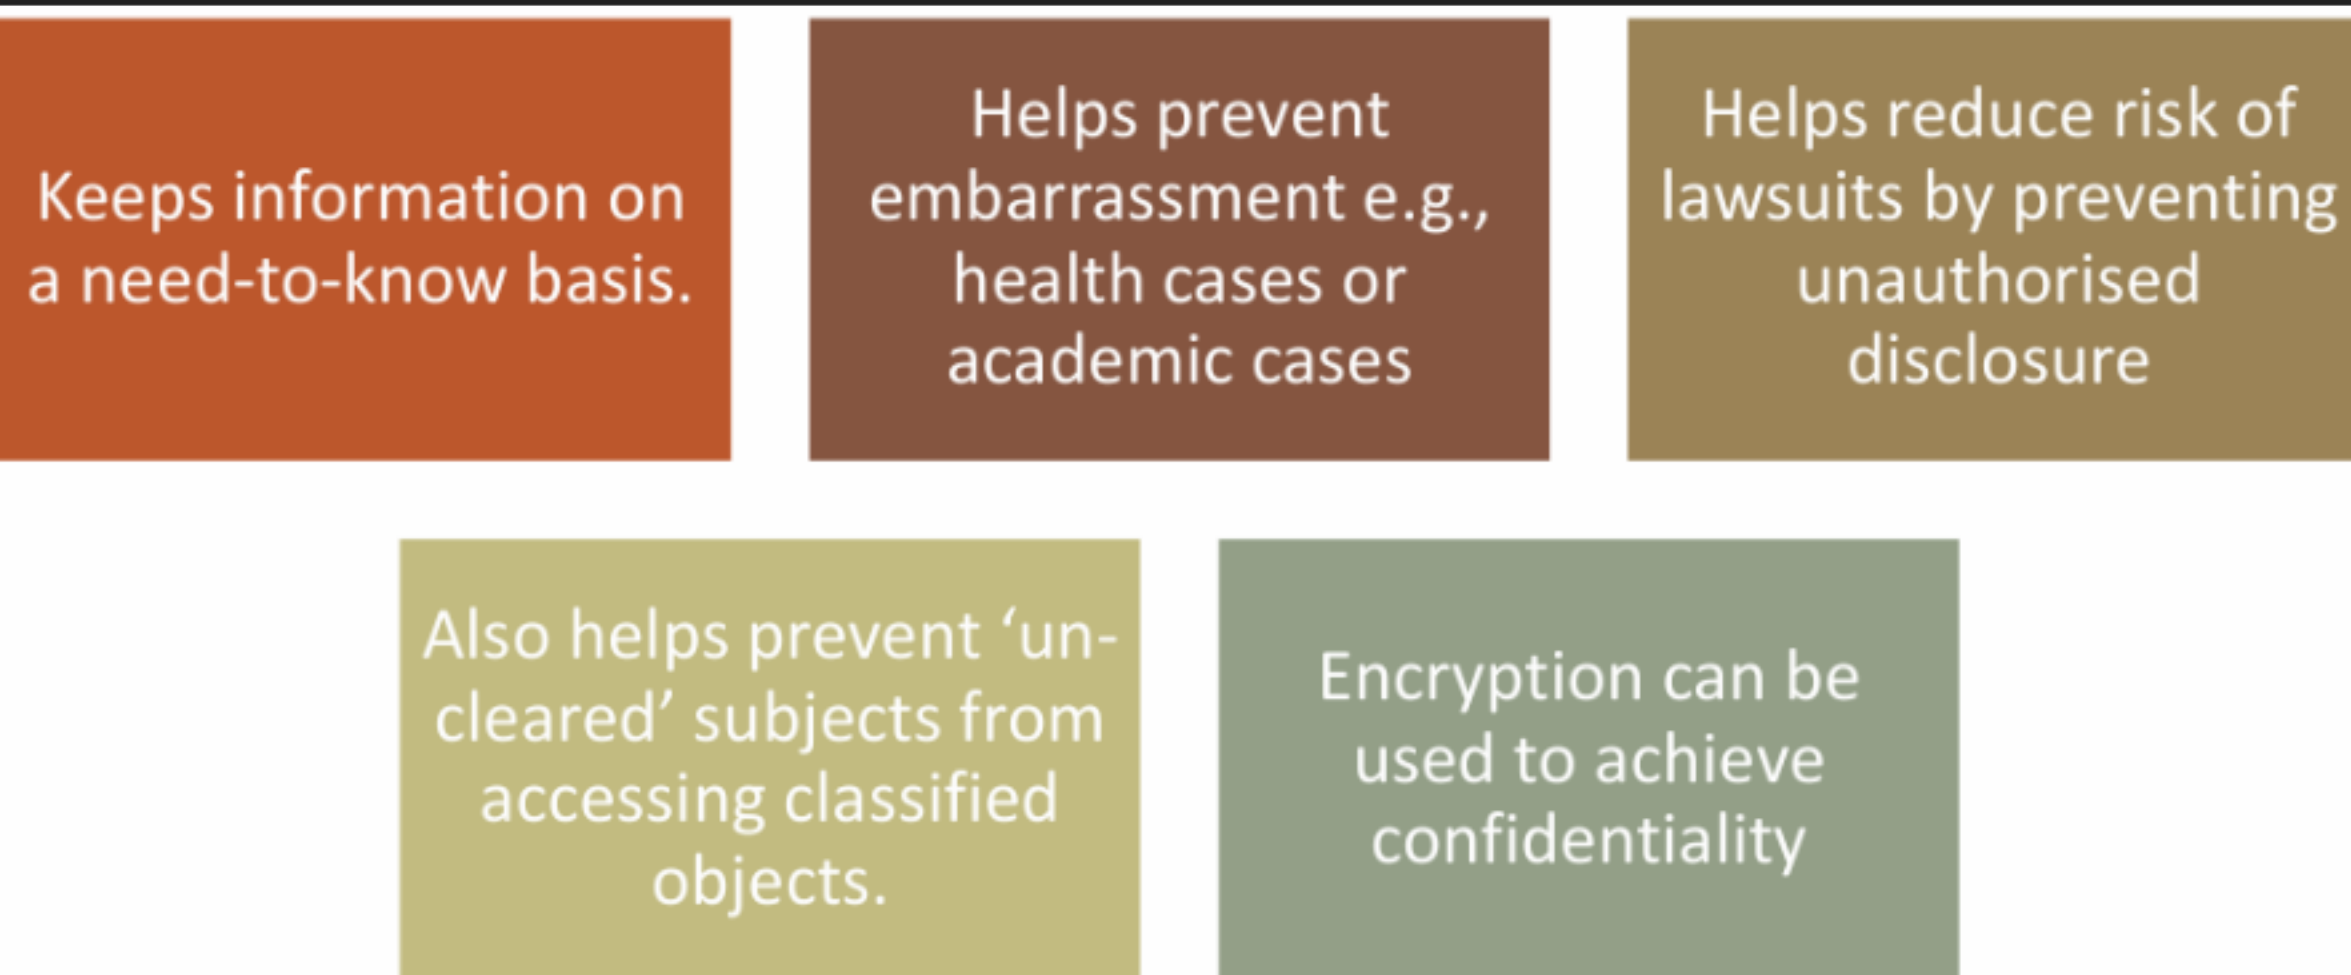 Keeps information on
a need-to-know basis.
Helps prevent
embarrassment e.g.,
health cases or
academic cases
Helps reduce risk of
lawsuits by preventing
unauthorised
disclosure
Also helps prevent ‘un-
cleared’ subjects from
accessing classified
objects.
Encryption can be
used to achieve
confidentiality